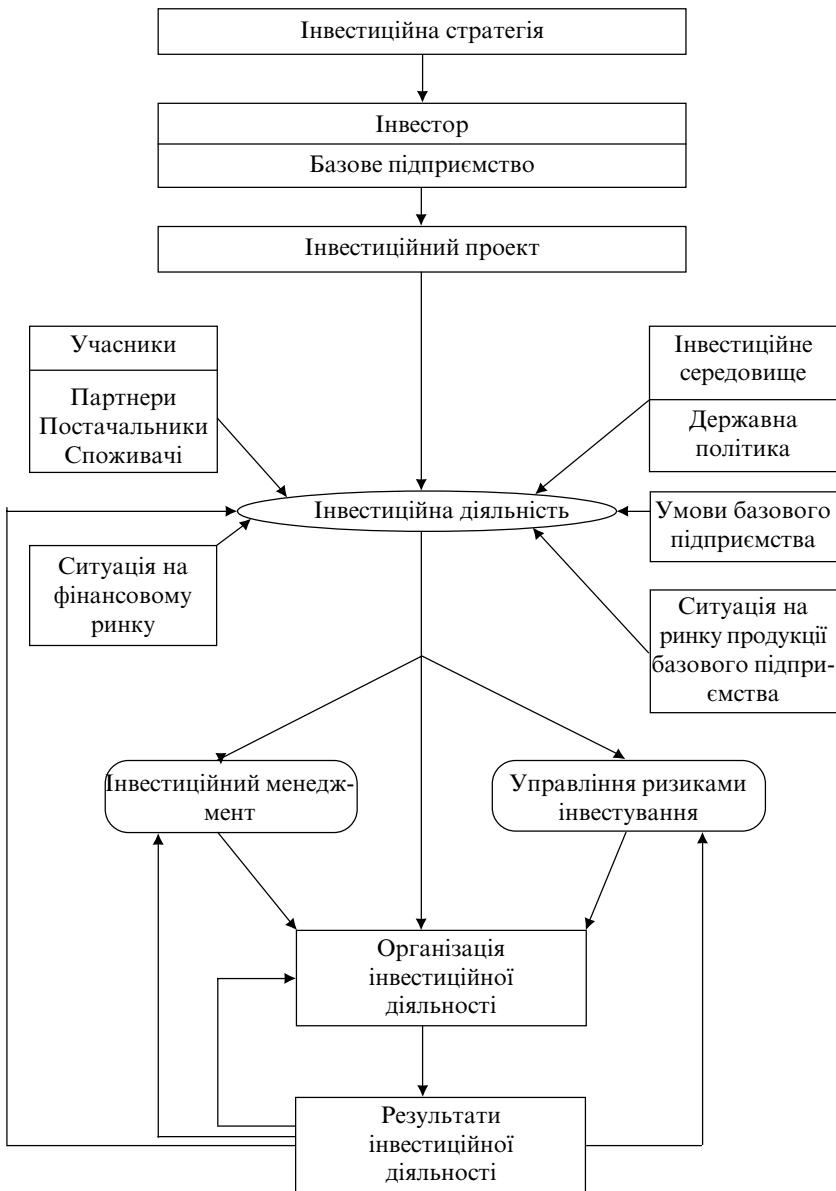 Інвестиційна стратегія
Інвестор
Базове підприємство
Інвестиційний проект
Учасники
Партнери
Постачальники
Споживачі
Інвестиційне
середовище
Державна
політика
Інвестиційна діяльність
Умови базового
підприємства
Ситуація на
фінансовому
ринку
Ситуація на
ринку продукції
базового підпри-
ємства
Інвестиційний менедж-
мент
Управління ризиками
інвестування
Організація
інвестиційної
діяльності
Результати
інвестиційної
діяльності